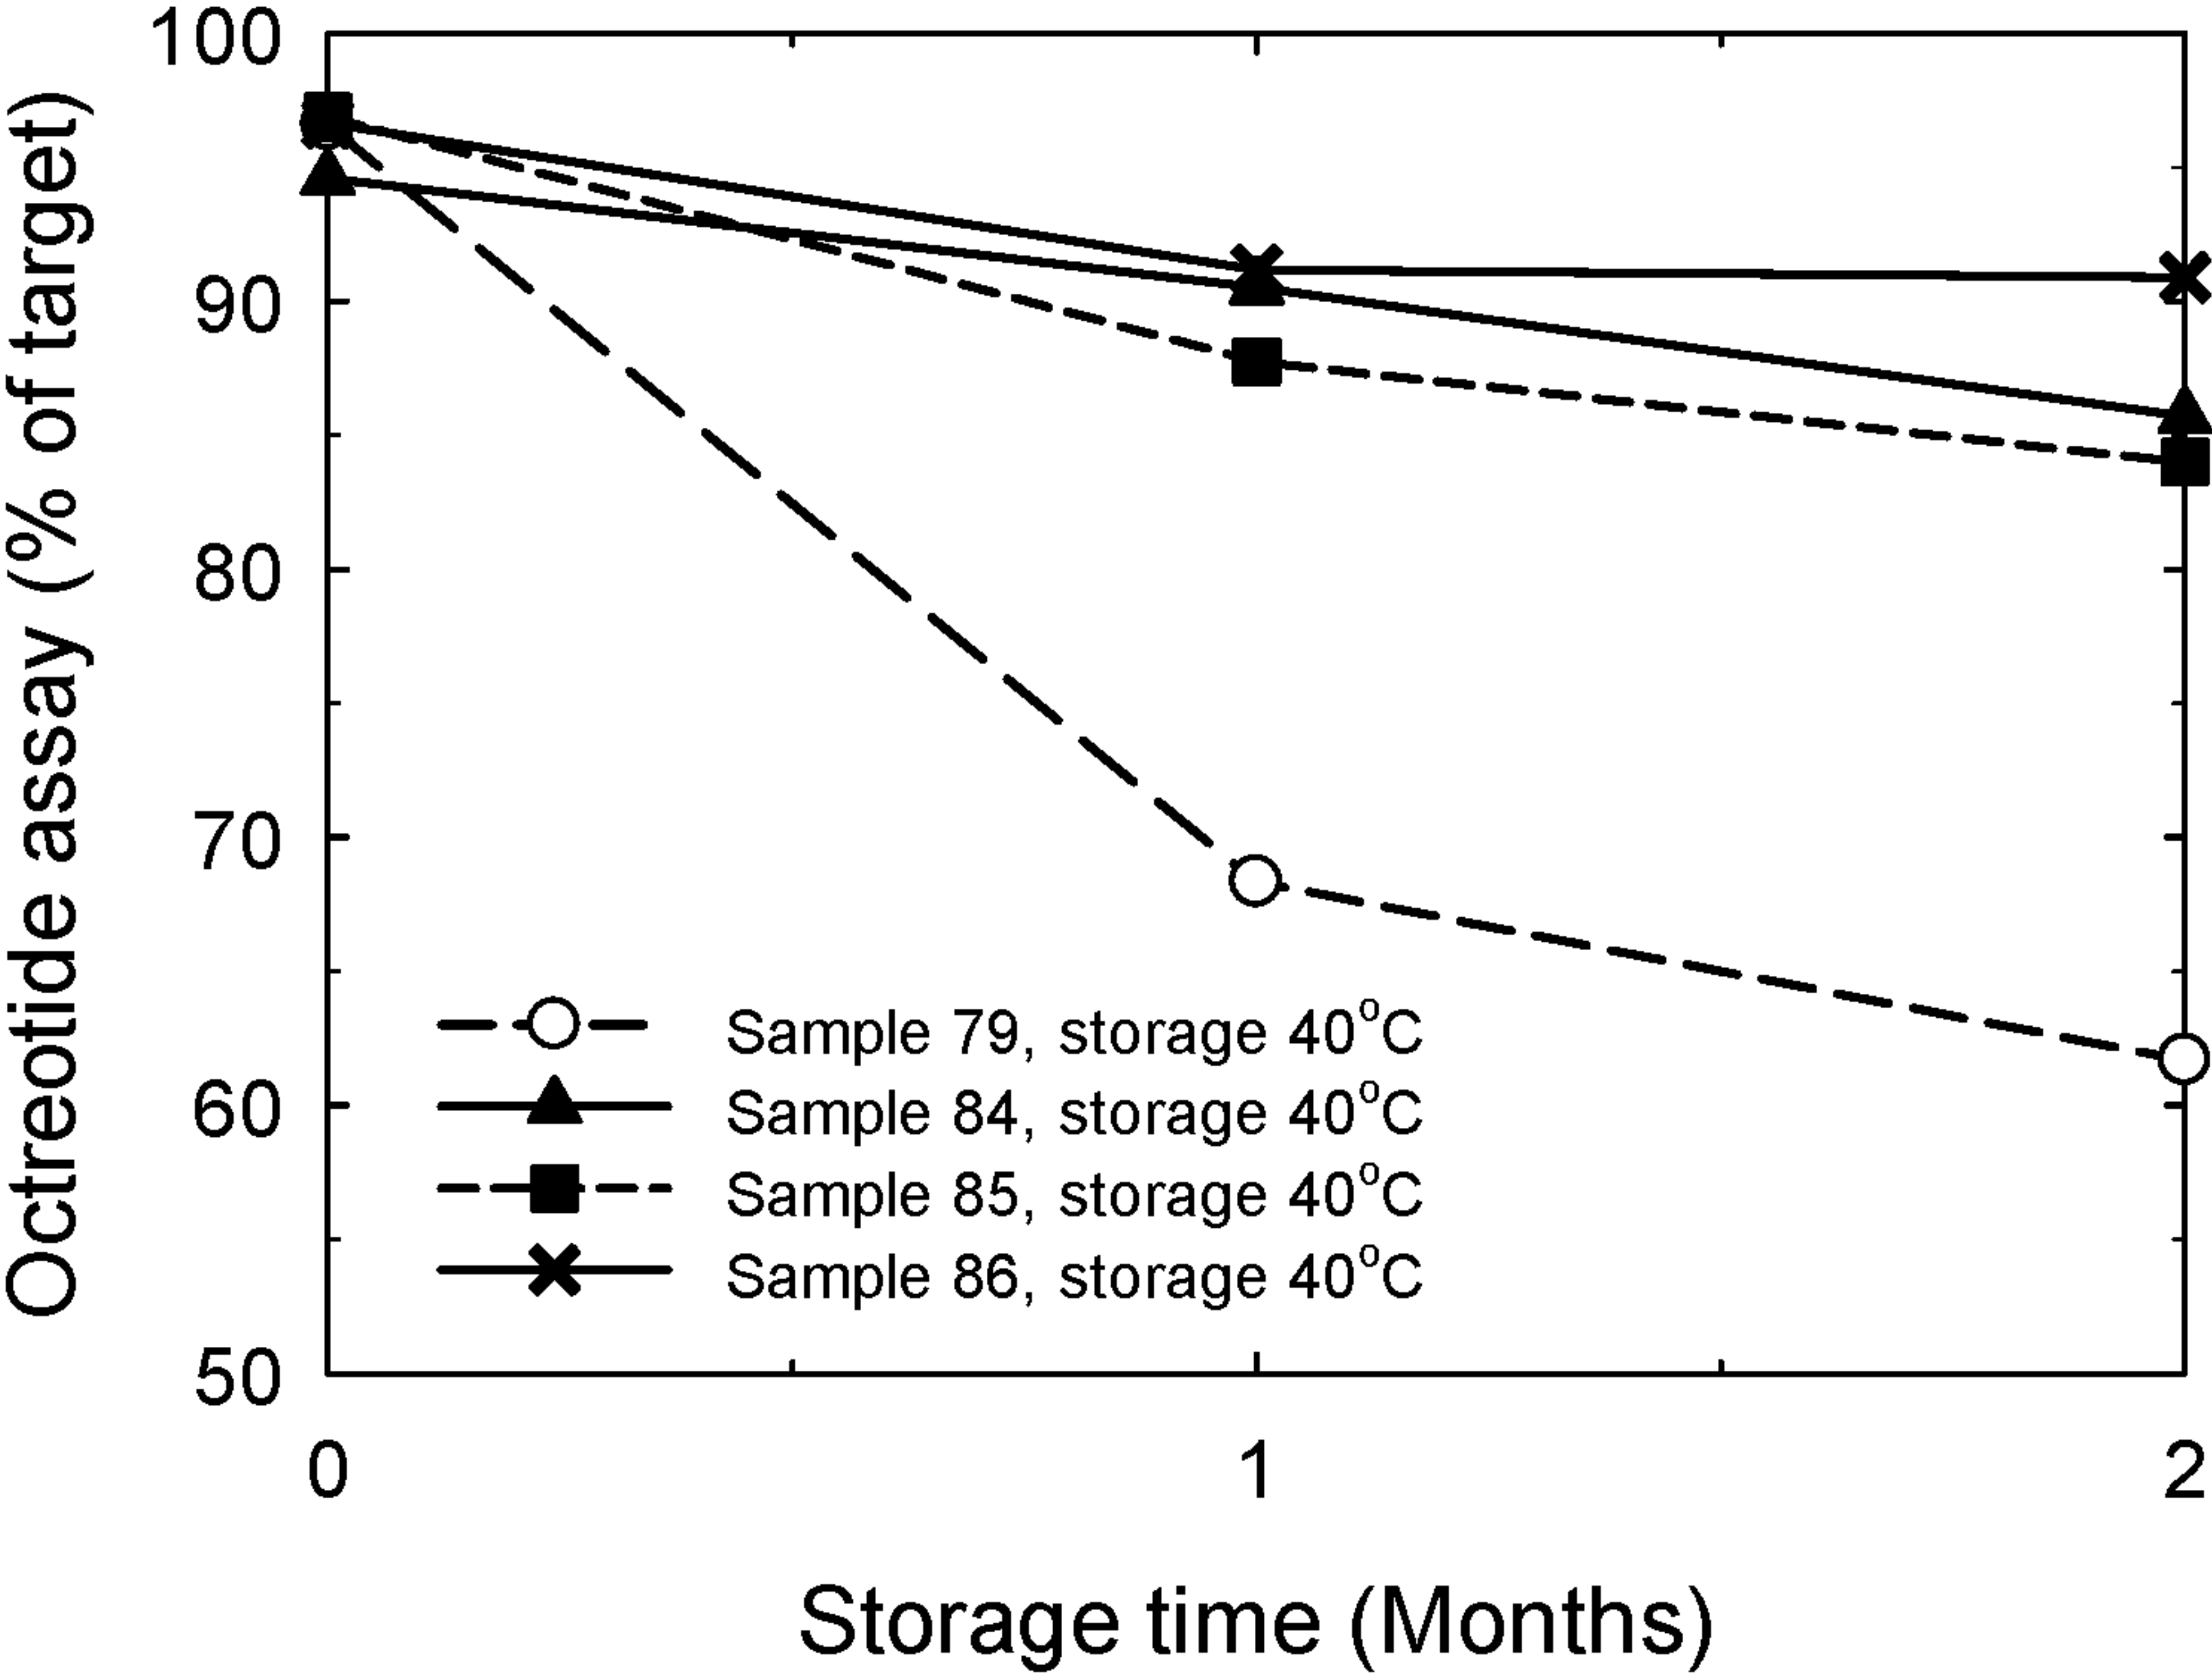 Octreotide assay (% of target)
100
90
80
70
60
50
Sample 79, storage 40°C
Sample 84, storage 40°C
Sample 85, storage 40°C
Sample 86, storage 40°C
0 1 2
Storage time (Months)